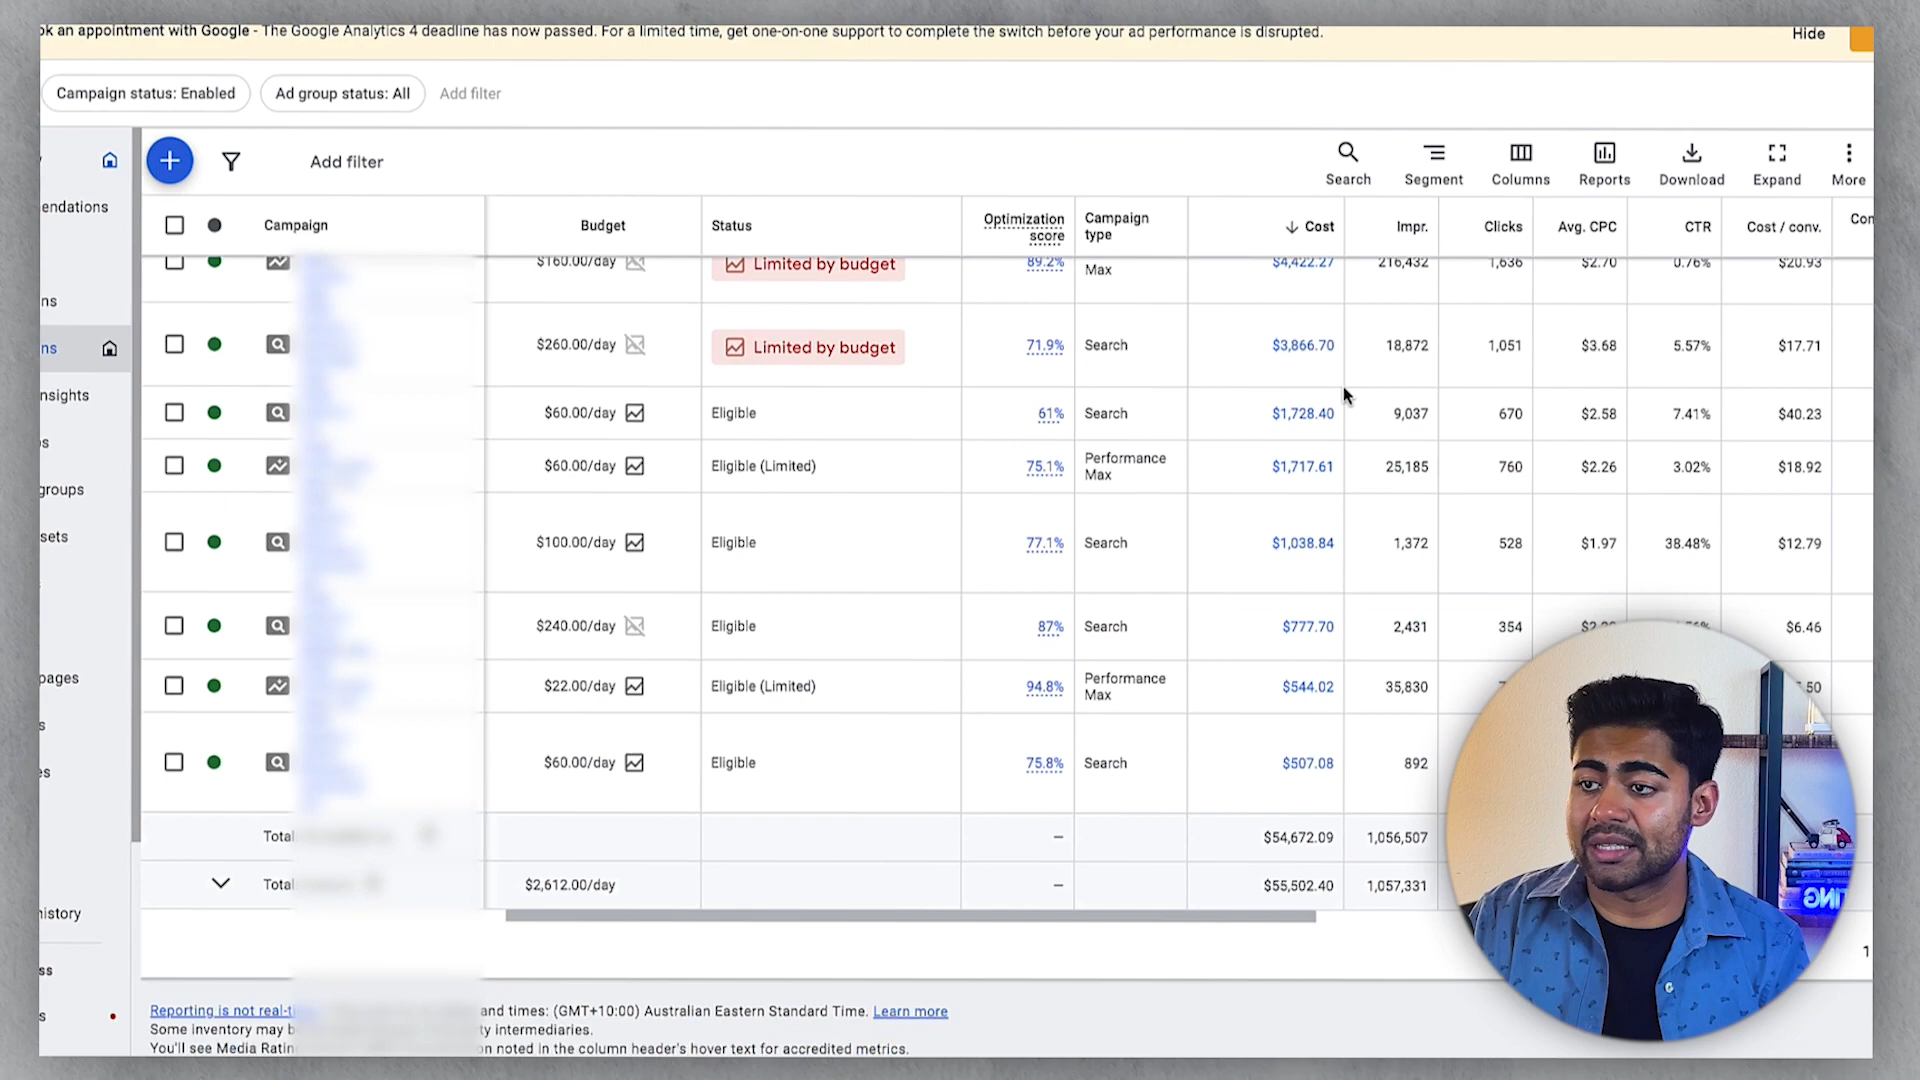 ok an appointment with Google - The Google Analytics 4 deadline has now passed. For a limited time, get one-on-one support to complete the switch before your ad performance is disrupted.
Hide
Campaign status: Enabled
Ad group status: All
Add filter
Add filter
Search
Segment
Columns
Reports
Download
Expand
More
endations
ns
ns
nsights
groups
sets
pages
history
Campaign
Budget
Status
Optimization score
Campaign type
Cost
Impr.
Clicks
Avg. CPC
CTR
Cost / conv.
Con
$160.00/day Limited by budget 89.2% Max $4,422.27 216,432 1,636 $2.70 0.76% $20.93
$260.00/day Limited by budget 71.9% Search $3,866.70 18,872 1,051 $3.68 5.57% $17.71
$60.00/day Eligible 61% Search $1,728.40 9,037 670 $2.58 7.41% $40.23
$60.00/day Eligible (Limited) 75.1% Performance Max $1,717.61 25,185 760 $2.26 3.02% $18.92
$100.00/day Eligible 77.1% Search $1,038.84 1,372 528 $1.97 38.48% $12.79
$240.00/day Eligible 87% Search $777.70 2,431 354 $6.46
$22.00/day Eligible (Limited) 94.8% Performance Max $544.02 35,830 .50
$60.00/day Eligible 75.8% Search $507.08 892
Total – $54,672.09 1,056,507
Total $2,612.00/day – $55,502.40 1,057,331
Reporting is not real-ti and times: (GMT+10:00) Australian Eastern Standard Time. Learn more
Some inventory may b ty intermediaries.
You'll see Media Ratin on noted in the column header's hover text for accredited metrics.